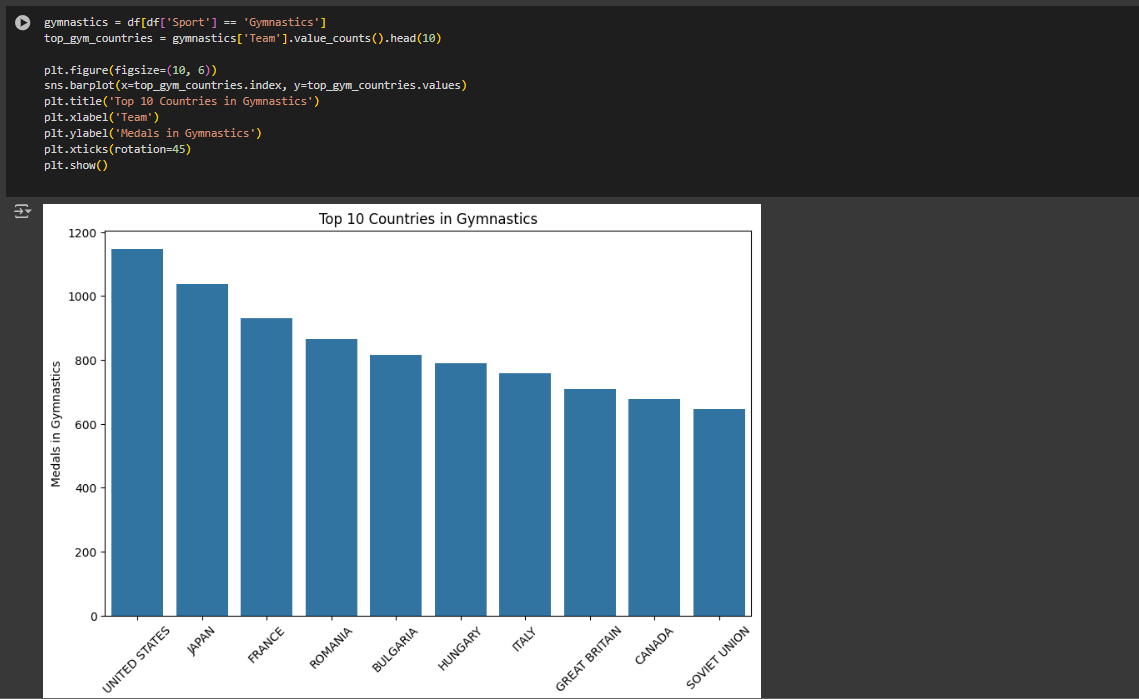 gymnastics = df[df['Sport'] == 'Gymnastics']
top_gym_countries = gymnastics['Team'].value_counts().head(10)
plt.figure(figsize=(10, 6))
sns.barplot(x=top_gym_countries.index, y=top_gym_countries.values)
plt.title('Top 10 Countries in Gymnastics')
plt.xlabel('Team')
plt.ylabel('Medals in Gymnastics')
plt.xticks(rotation=45)
plt.show()
Top 10 Countries in Gymnastics
Medals in Gymnastics
1200
1000
800
600
400
200
0
UNITED STATES
JAPAN
FRANCE
ROMANIA
BULGARIA
HUNGARY
ITALY
GREAT BRITAIN
CANADA
SOVIET UNION